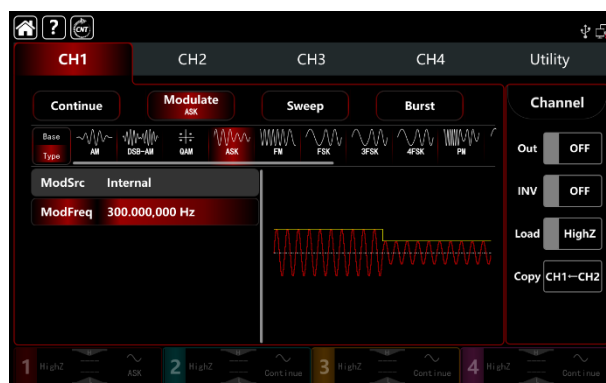 ? CNT
CH1 CH2 CH3 CH4 Utility
Continue Modulate Sweep Burst Channel
ASK
Base
Type AM DSB-AM QAM ASK FM FSK 3FSK 4FSK PM
Out OFF
ModSrc Internal
INV OFF
ModFreq 300.000,000 Hz
Load HighZ
Copy CH1←CH2
1 HighZ ASK 2 HighZ Continue 3 HighZ Continue 4 HighZ Continue